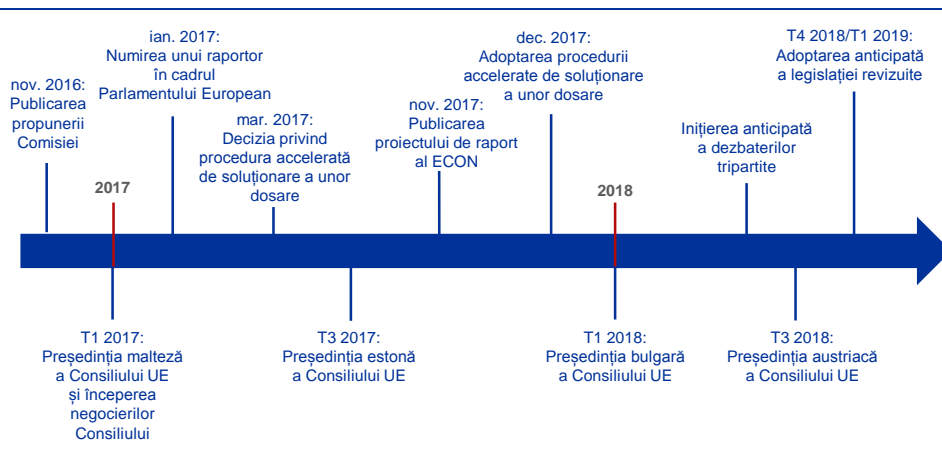 nov. 2016:
Publicarea
propunerii
Comisiei
ian. 2017:
Numirea unui raportor
în cadrul
Parlamentului European
mar. 2017:
Decizia privind
procedura accelerată
de soluționare a unor
dosare
nov. 2017:
Publicarea
proiectului de raport
al ECON
dec. 2017:
Adoptarea procedurii
accelerate de soluționare
a unor dosare
Inițierea anticipată
a dezbaterilor
tripartite
T4 2018/T1 2019:
Adoptarea anticipată
a legislației revizuite
2017
2018
T1 2017:
Președinția malteză
a Consiliului UE
și începerea
negocierilor
Consiliului
T3 2017:
Președinția estonă
a Consiliului UE
T1 2018:
Președinția bulgară
a Consiliului UE
T3 2018:
Președinția austriacă
a Consiliului UE